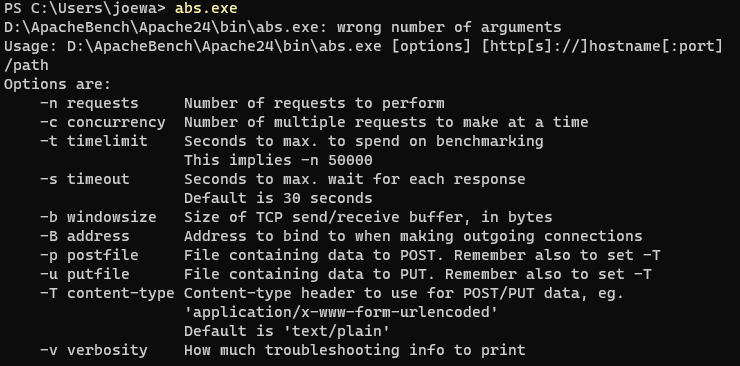 PS C:\Users\joewa> abs.exe
D:\ApacheBench\Apache24\bin\abs.exe: wrong number of arguments
Usage: D:\ApacheBench\Apache24\bin\abs.exe [options] [http[s]://]hostname[:port]
/path
Options are:
    -n requests     Number of requests to perform
    -c concurrency  Number of multiple requests to make at a time
    -t timelimit    Seconds to max. to spend on benchmarking
                    This implies -n 50000
    -s timeout      Seconds to max. wait for each response
                    Default is 30 seconds
    -b windowsize   Size of TCP send/receive buffer, in bytes
    -B address      Address to bind to when making outgoing connections
    -p postfile     File containing data to POST. Remember also to set -T
    -u putfile      File containing data to PUT. Remember also to set -T
    -T content-type Content-type header to use for POST/PUT data, eg.
                    'application/x-www-form-urlencoded'
                    Default is 'text/plain'
    -v verbosity    How much troubleshooting info to print